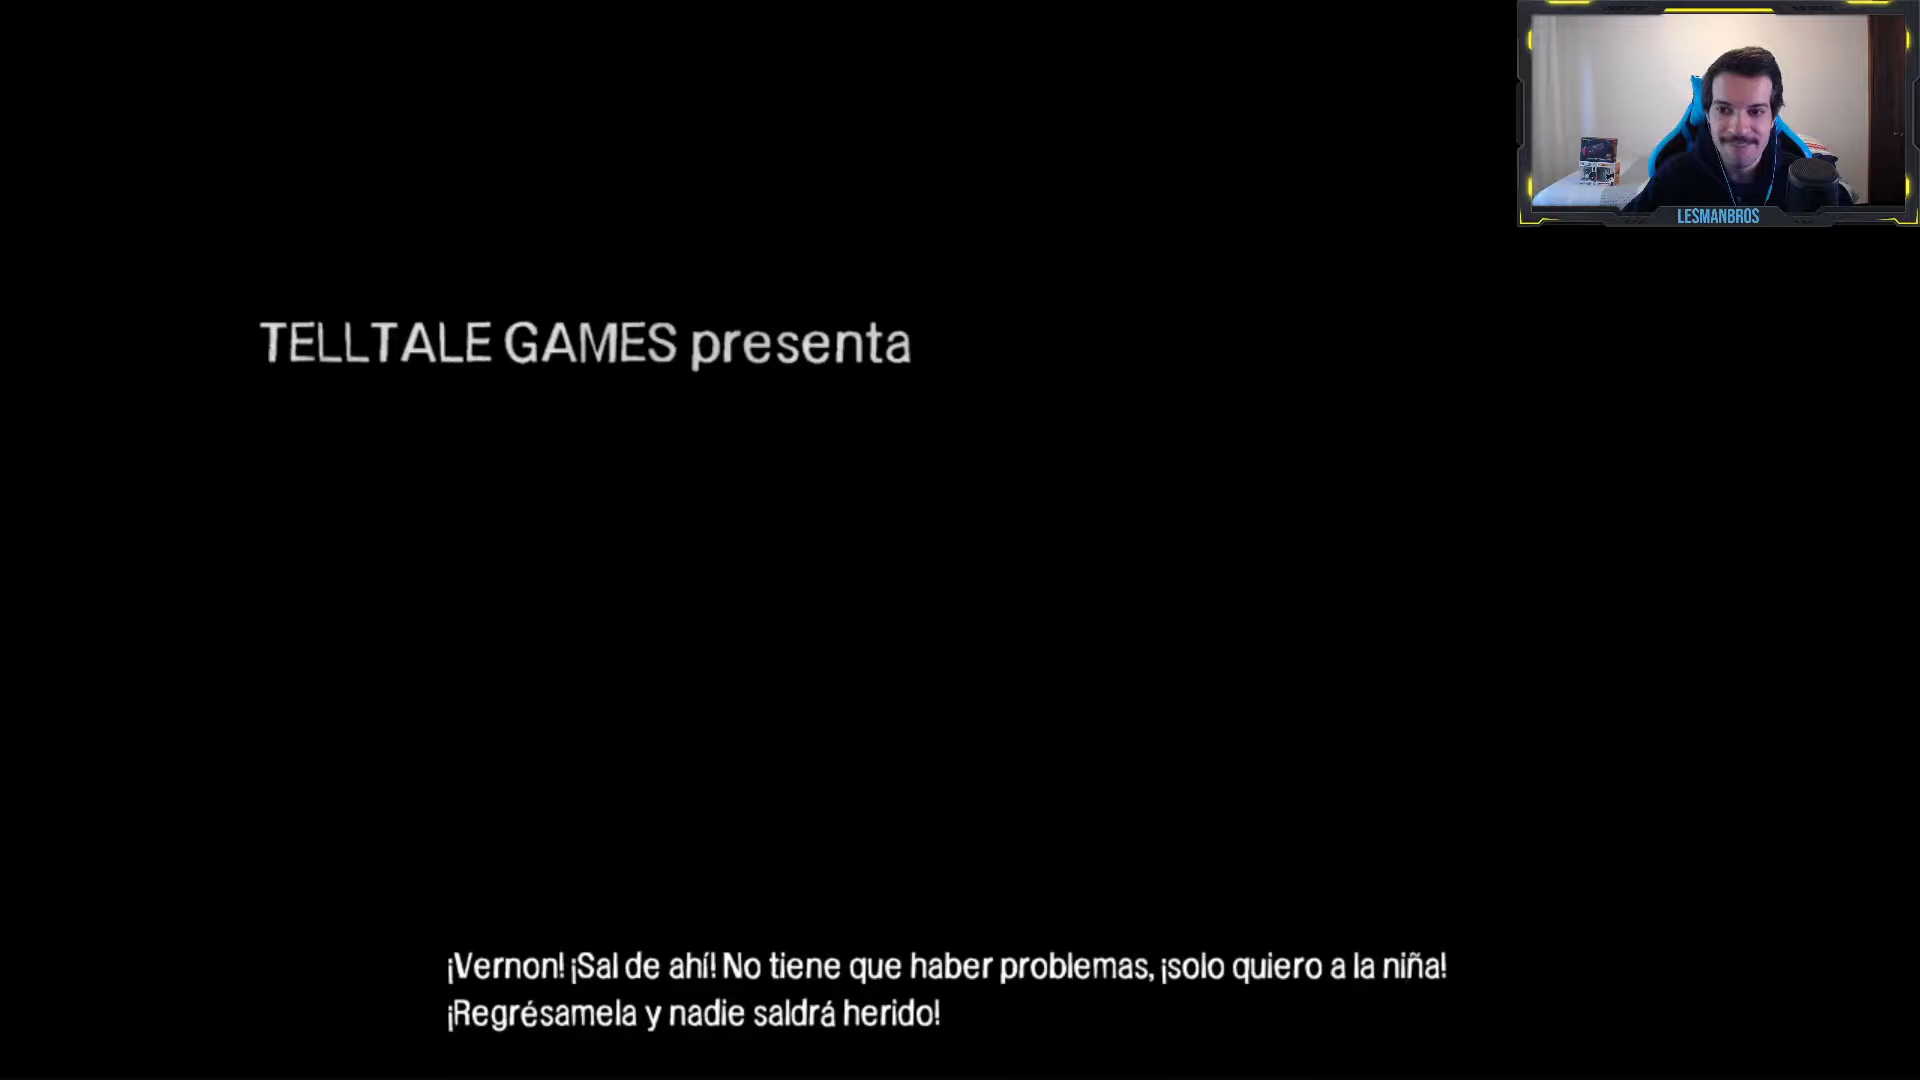 LESMANBROS
TELLTALE GAMES presenta
¡Vernon! ¡Sal de ahí! No tiene que haber problemas, ¡solo quiero a la niña!
¡Regrésamela y nadie saldrá herido!